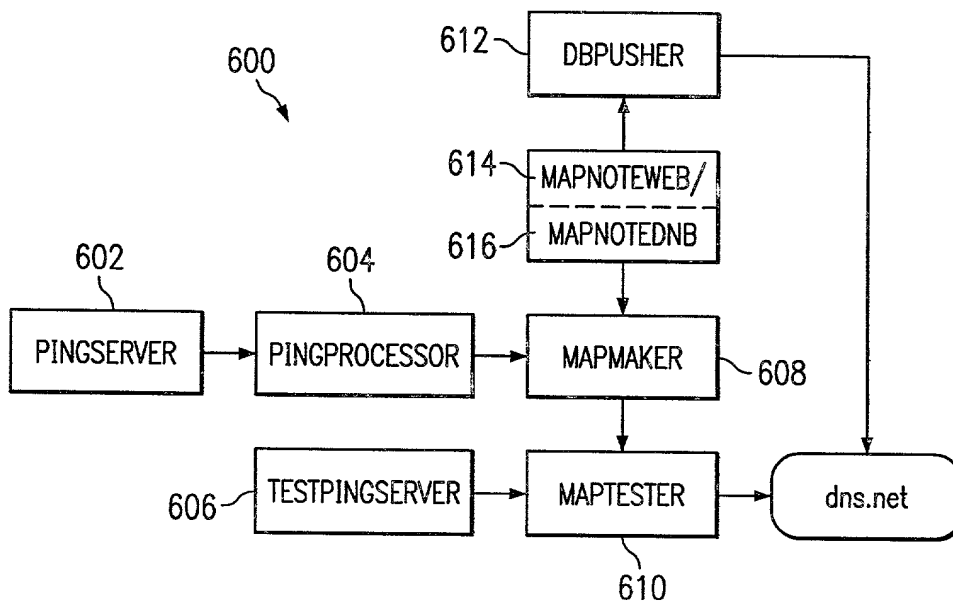 612
DBPUSHER
600
614
MAPNOTEWEB/
616
MAPNOTEDNB
602
604
PINGSERVER
PINGPROCESSOR
MAPMAKER
608
606
TESTPINGSERVER
MAPTESTER
dns.net
610